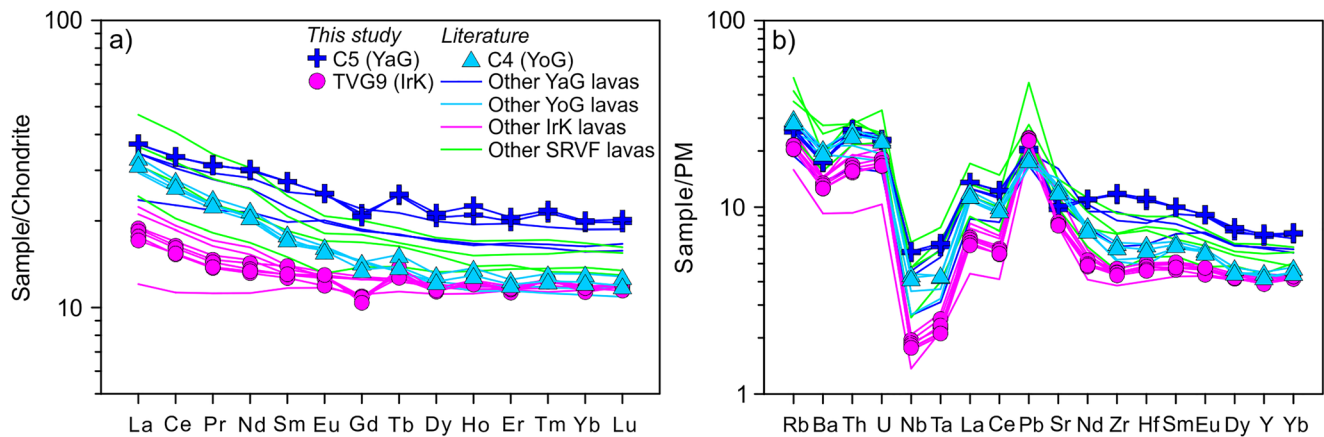 a)
This study
C5 (YaG)
TVG9 (IrK)
Literature
C4 (YoG)
Other YaG lavas
Other YoG lavas
Other IrK lavas
Other SRVF lavas
Sample/Chondrite
100
10
La Ce Pr Nd Sm Eu Gd Tb Dy Ho Er Tm Yb Lu
b)
Sample/PM
100
10
1
Rb Ba Th U Nb Ta La Ce Pb Sr Nd Zr Hf Sm Eu Dy Y Yb